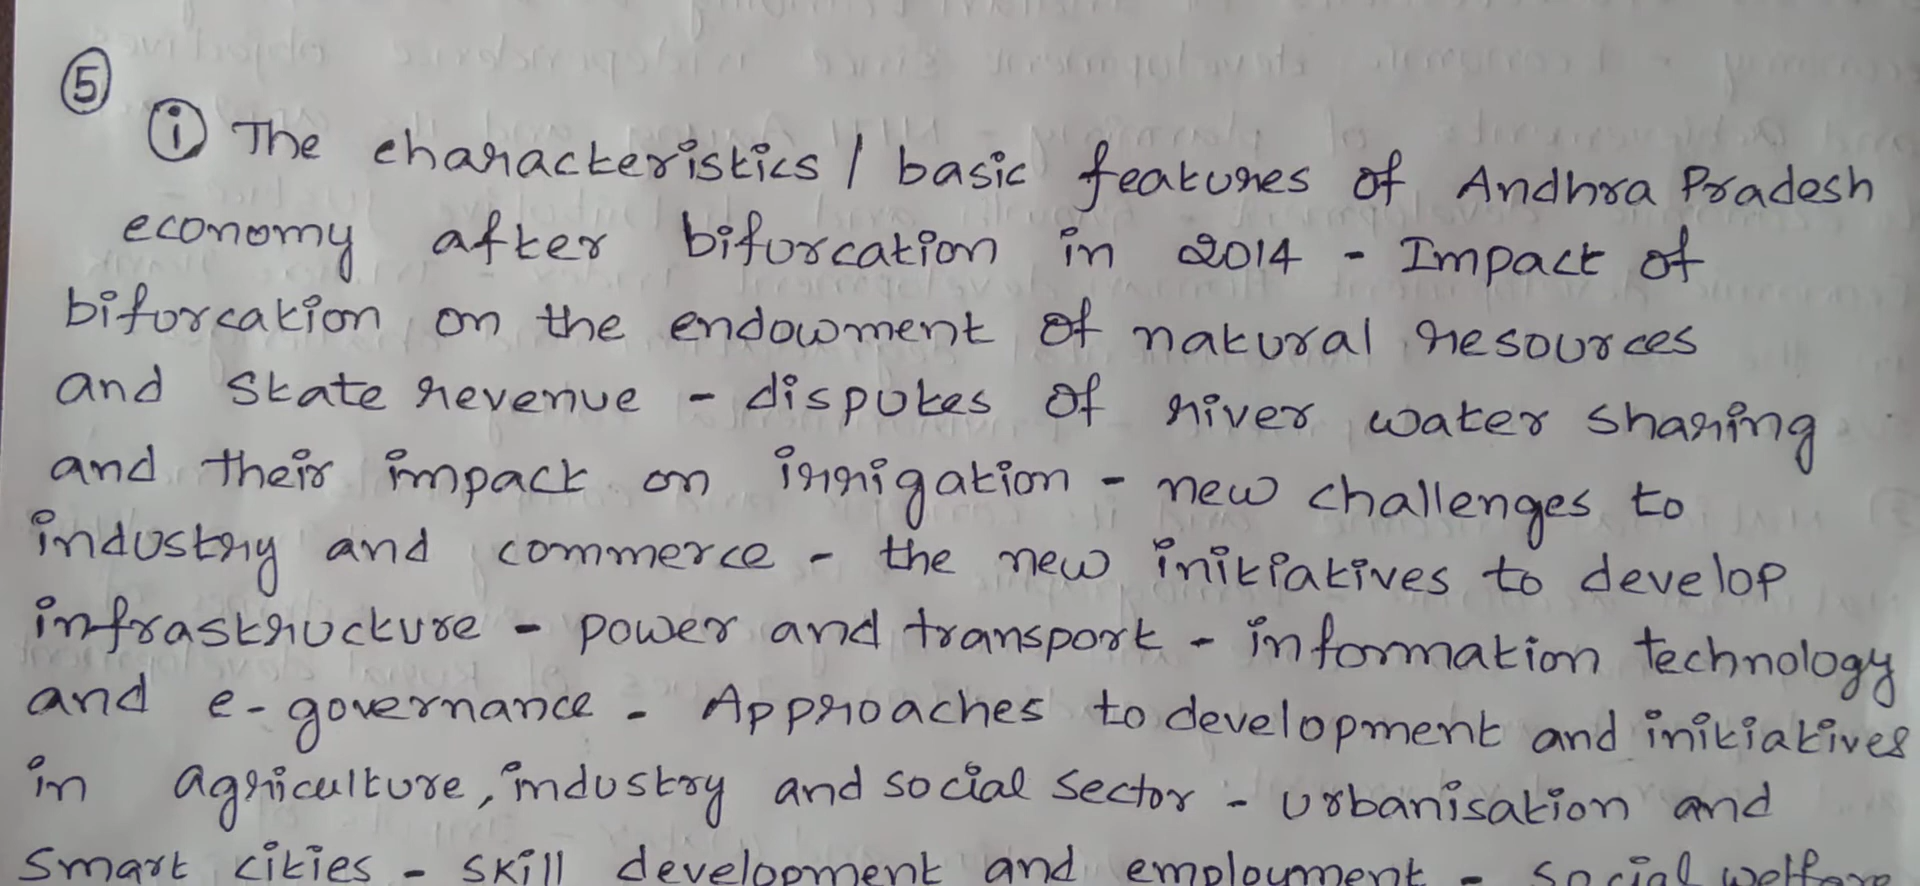 5
i The characteristics / basic features of Andhra Pradesh
economy after bifurcation in 2014 - Impact of
bifurcation on the endowment of natural resources
and State revenue - disputes of river water sharing
and their impact on irrigation - new challenges to
industry and commerce - the new initiatives to develop
infrastructure - power and transport - information technology
and e-governance - Approaches to development and initiatives
in agriculture, industry and social sector - urbanisation and
smart cities - skill development and employment - social welfare